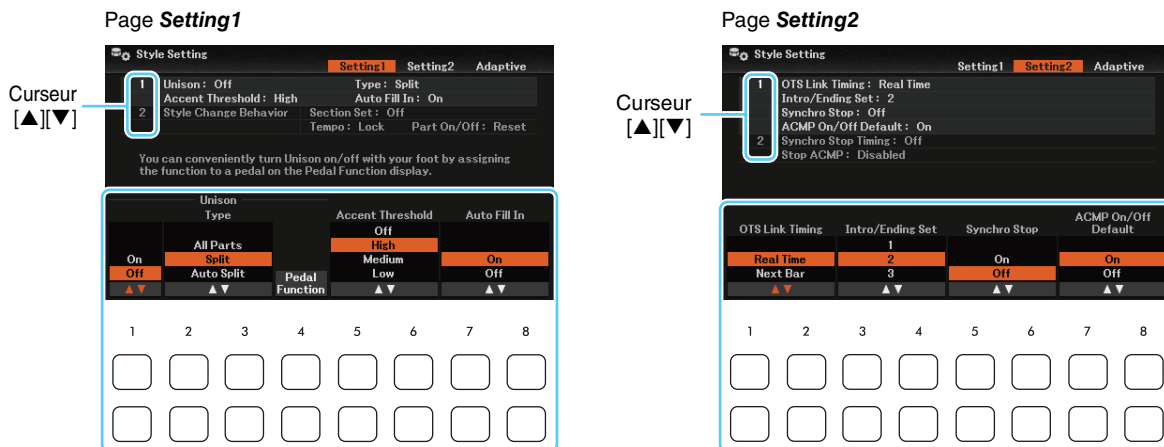 Page Setting1
Style Setting
Setting1 Setting2 Adaptive
Curseur
[▲][▼]
1 Unison : Off Type : Split
Accent Threshold : High Auto Fill In : On
2 Style Change Behavior Section Set : Off
Tempo : Lock Part On/Off : Reset
You can conveniently turn Unison on/off with your foot by assigning
the function to a pedal on the Pedal Function display.
Unison
Type Accent Threshold Auto Fill In
Off
All Parts High
On Split Medium On
Off Auto Split Pedal Low Off
▲▼ ▲▼ Function ▲▼ ▲▼
1 2 3 4 5 6 7 8
Page Setting2
Style Setting
Setting1 Setting2 Adaptive
Curseur
[▲][▼]
1 OTS Link Timing : Real Time
Intro/Ending Set : 2
Synchro Stop : Off
ACMP On/Off Default : On
2 Synchro Stop Timing : Off
Stop ACMP : Disabled
ACMP On/Off
OTS Link Timing Intro/Ending Set Synchro Stop Default
1
Real Time 2 On On
Next Bar 3 Off Off
▲▼ ▲▼ ▲▼ ▲▼
1 2 3 4 5 6 7 8